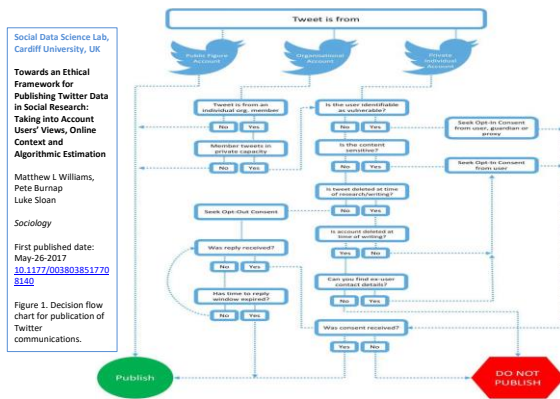 Social Data Science Lab,
Cardiff University, UK
Towards an Ethical
Framework for
Publishing Twitter Data
in Social Research:
Taking into Account
Users' Views, Online
Context and
Algorithmic Estimation
Matthew L Williams,
Pete Burnap
Luke Sloan
Sociology
First published date:
May-26-2017
10.1177/003803851770
8140
Figure 1. Decision flow
chart for publication of
Twitter
communications.
Tweet is from
Public Figure
Account
Organisational
Account
Private
Individual
Account
Tweet is from an
individual org. member
No Yes
Member tweets in
private capacity
No Yes
Is the user identifiable
as vulnerable?
No Yes
Seek Opt-In Consent
from user, guardian or
proxy
Is the content
sensitive?
No Yes
Seek Opt-In Consent
from user
Is tweet deleted at time
of research/writing?
No Yes
Seek Opt-Out Consent
Is account deleted at
time of writing?
Yes No
Was reply received?
No Yes
Can you find ex-user
contact details?
No Yes
Has time to reply
window expired?
No Yes
Was consent received?
Yes No
Publish
DO NOT
PUBLISH